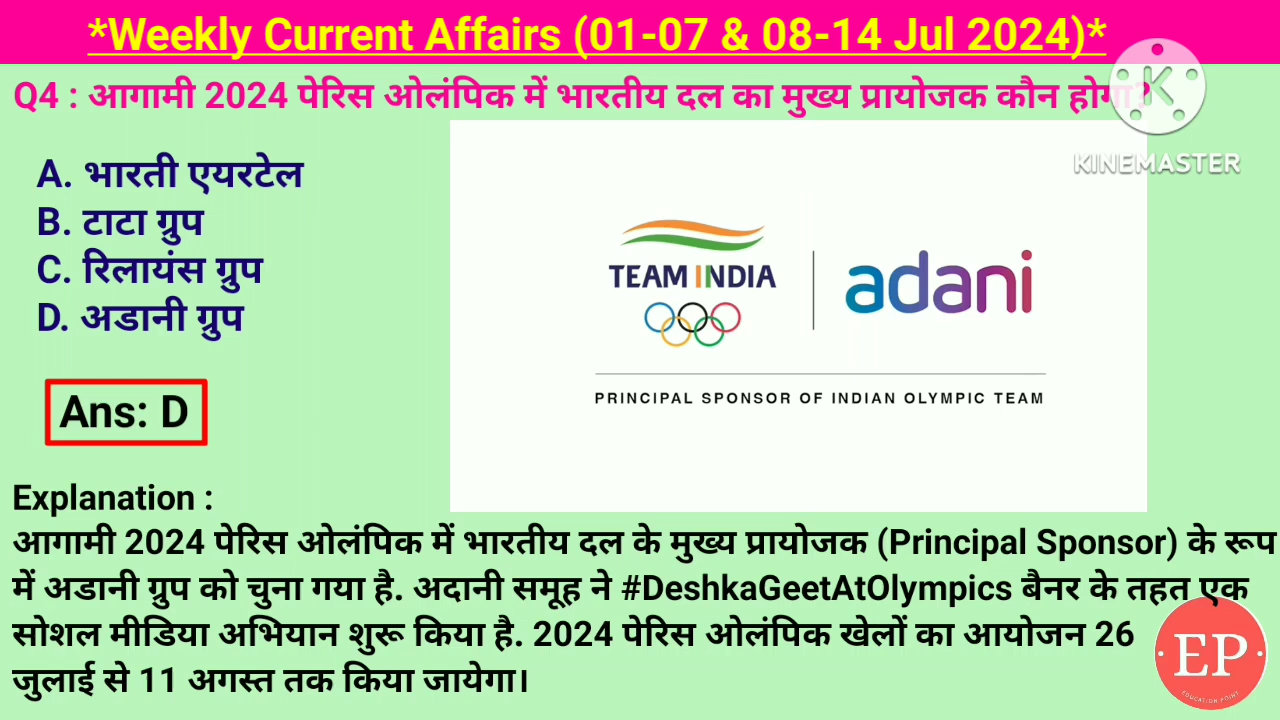 *Weekly Current Affairs (01-07 & 08-14 Jul 2024)*
Q4 : आगामी 2024 पेरिस ओलंपिक में भारतीय दल का मुख्य प्रायोजक कौन होगा?
KINEMASTER
A. भारती एयरटेल
B. टाटा ग्रुप
C. रिलायंस ग्रुप
D. अडानी ग्रुप
TEAM INDIA
adani
PRINCIPAL SPONSOR OF INDIAN OLYMPIC TEAM
Ans: D
Explanation :
आगामी 2024 पेरिस ओलंपिक में भारतीय दल के मुख्य प्रायोजक (Principal Sponsor) के रूप
में अडानी ग्रुप को चुना गया है. अदानी समूह ने #DeshkaGeetAtOlympics बैनर के तहत एक
सोशल मीडिया अभियान शुरू किया है. 2024 पेरिस ओलंपिक खेलों का आयोजन 26
जुलाई से 11 अगस्त तक किया जायेगा।
EP
EDUCATION POINT